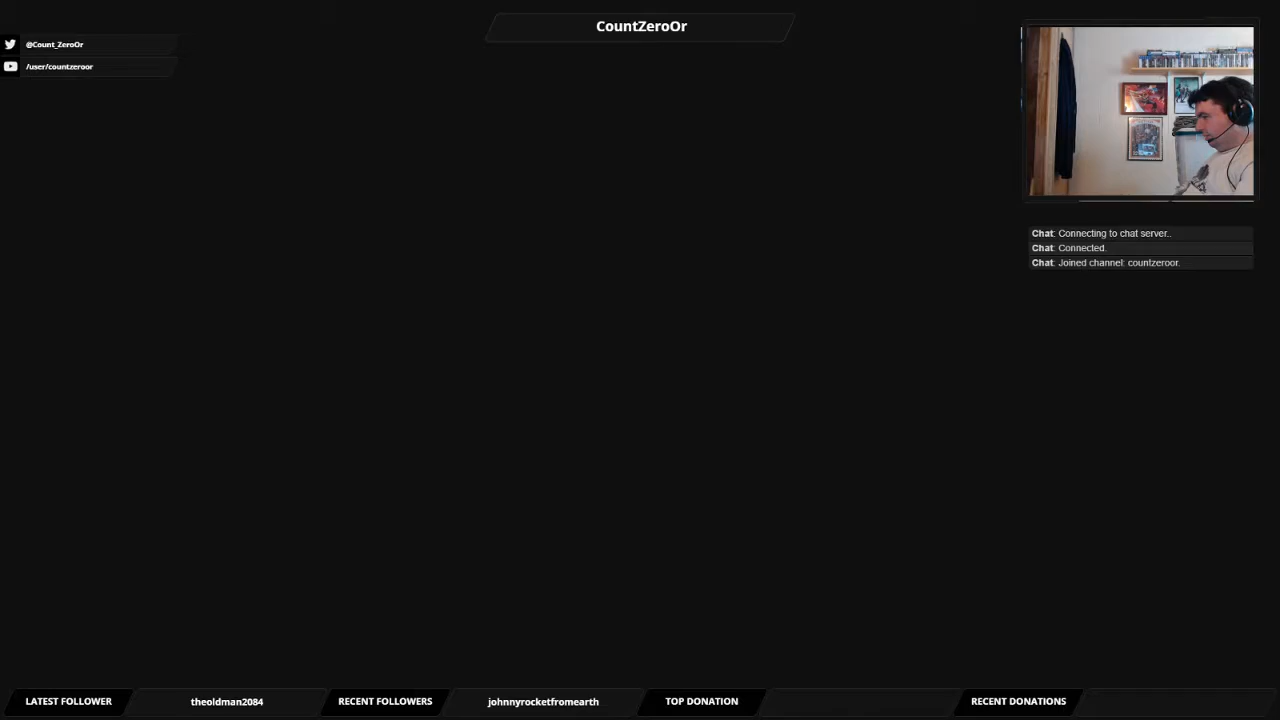 CountZeroOr
@Count_ZeroOr
/user/countzeroor
Chat: Connecting to chat server..
Chat: Connected.
Chat: Joined channel: countzeroor.
LATEST FOLLOWER
theoldman2084
RECENT FOLLOWERS
johnnyrocketfromearth
TOP DONATION
RECENT DONATIONS